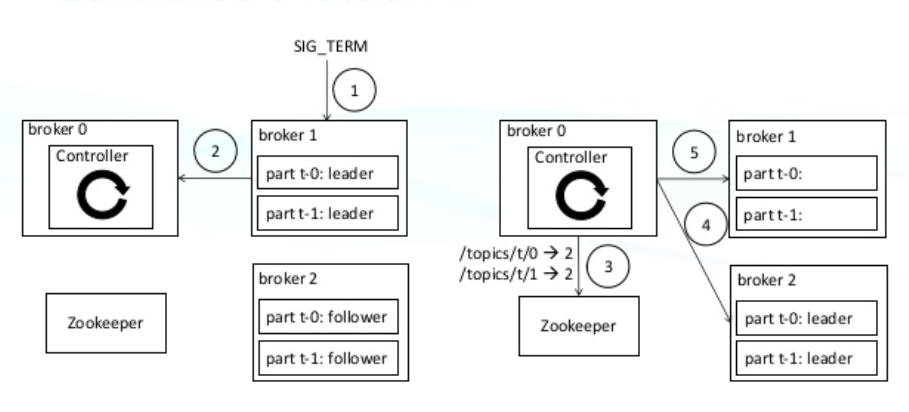 SIG_TERM
1
broker 0
Controller
2
broker 1
part t-0: leader
part t-1: leader
broker 2
part t-0: follower
part t-1: follower
Zookeeper
broker 0
Controller
5
broker 1
part t-0:
part t-1:
4
/topics/t/0 → 2
/topics/t/1 → 2
3
Zookeeper
broker 2
part t-0: leader
part t-1: leader